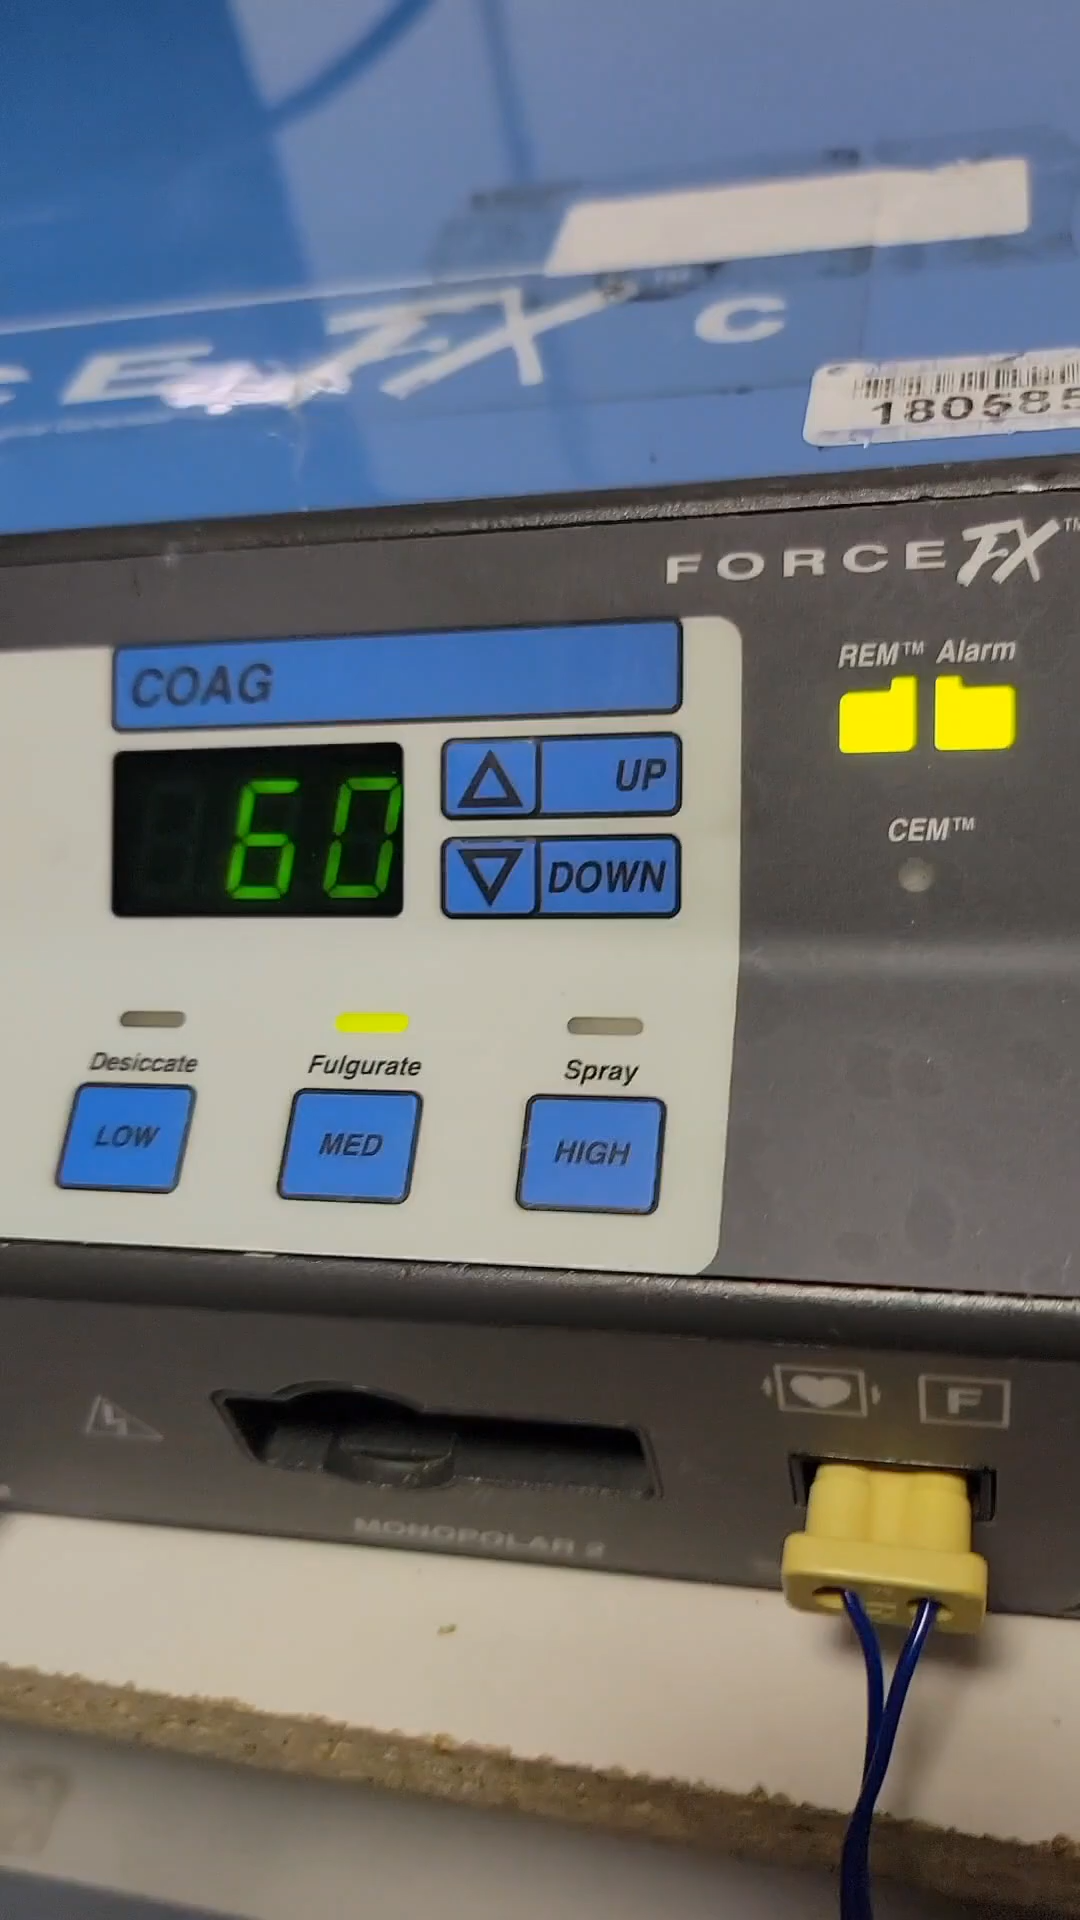 CE FX C
180585
FORCE FX™
COAG
REM™ Alarm
60
UP
DOWN
CEM™
Desiccate
Fulgurate
Spray
LOW
MED
HIGH
F
MONOPOLAR 2